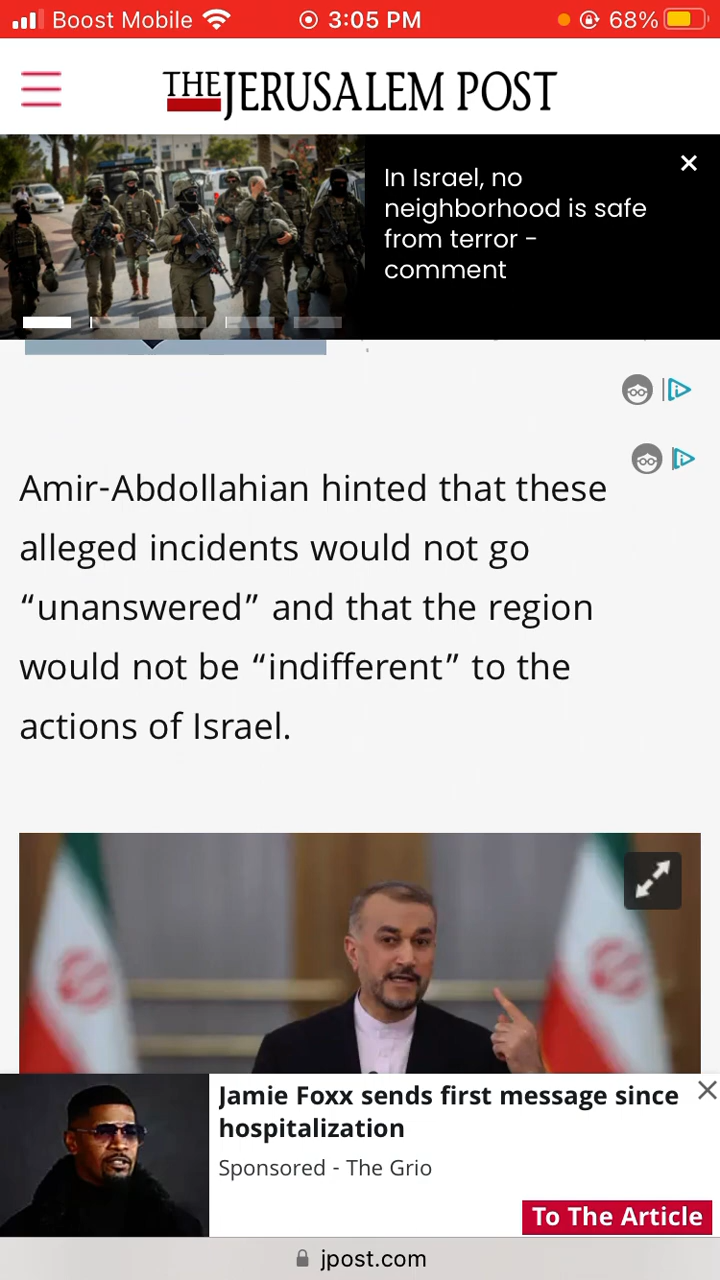 Boost Mobile 3:05 PM 68%
THE JERUSALEM POST
In Israel, no
neighborhood is safe
from terror -
comment
Amir-Abdollahian hinted that these
alleged incidents would not go
“unanswered” and that the region
would not be “indifferent” to the
actions of Israel.
Jamie Foxx sends first message since
hospitalization
Sponsored - The Grio
To The Article
jpost.com